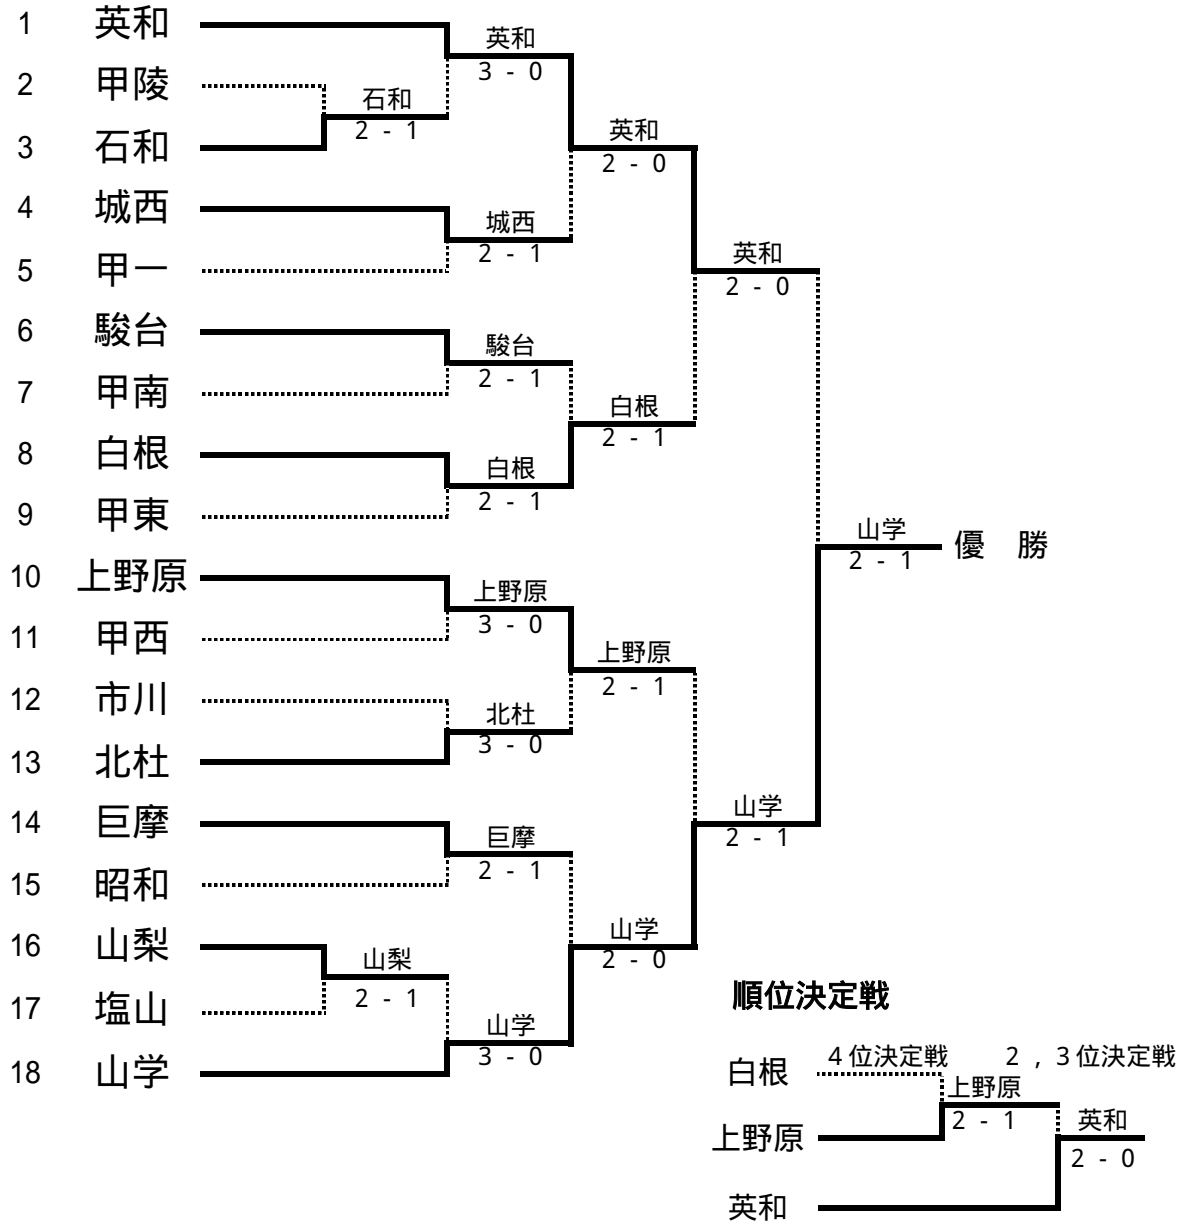 1 英和
英和
3 - 0
2 甲陵
石和
2 - 1
3 石和
英和
2 - 0
4 城西
城西
2 - 1
5 甲一
英和
2 - 0
6 駿台
駿台
2 - 1
7 甲南
白根
2 - 1
8 白根
白根
2 - 1
9 甲東
山学 優 勝
2 - 1
10 上野原
上野原
3 - 0
11 甲西
上野原
2 - 1
12 市川
北杜
3 - 0
13 北杜
14 巨摩
山学
2 - 1
巨摩
2 - 1
15 昭和
山学
2 - 0
16 山梨
山梨
2 - 1
17 塩山
山学
3 - 0
18 山学
順位決定戦
4位決定戦 2,3位決定戦
白根
上野原
2 - 1
上野原
英和
2 - 0
英和